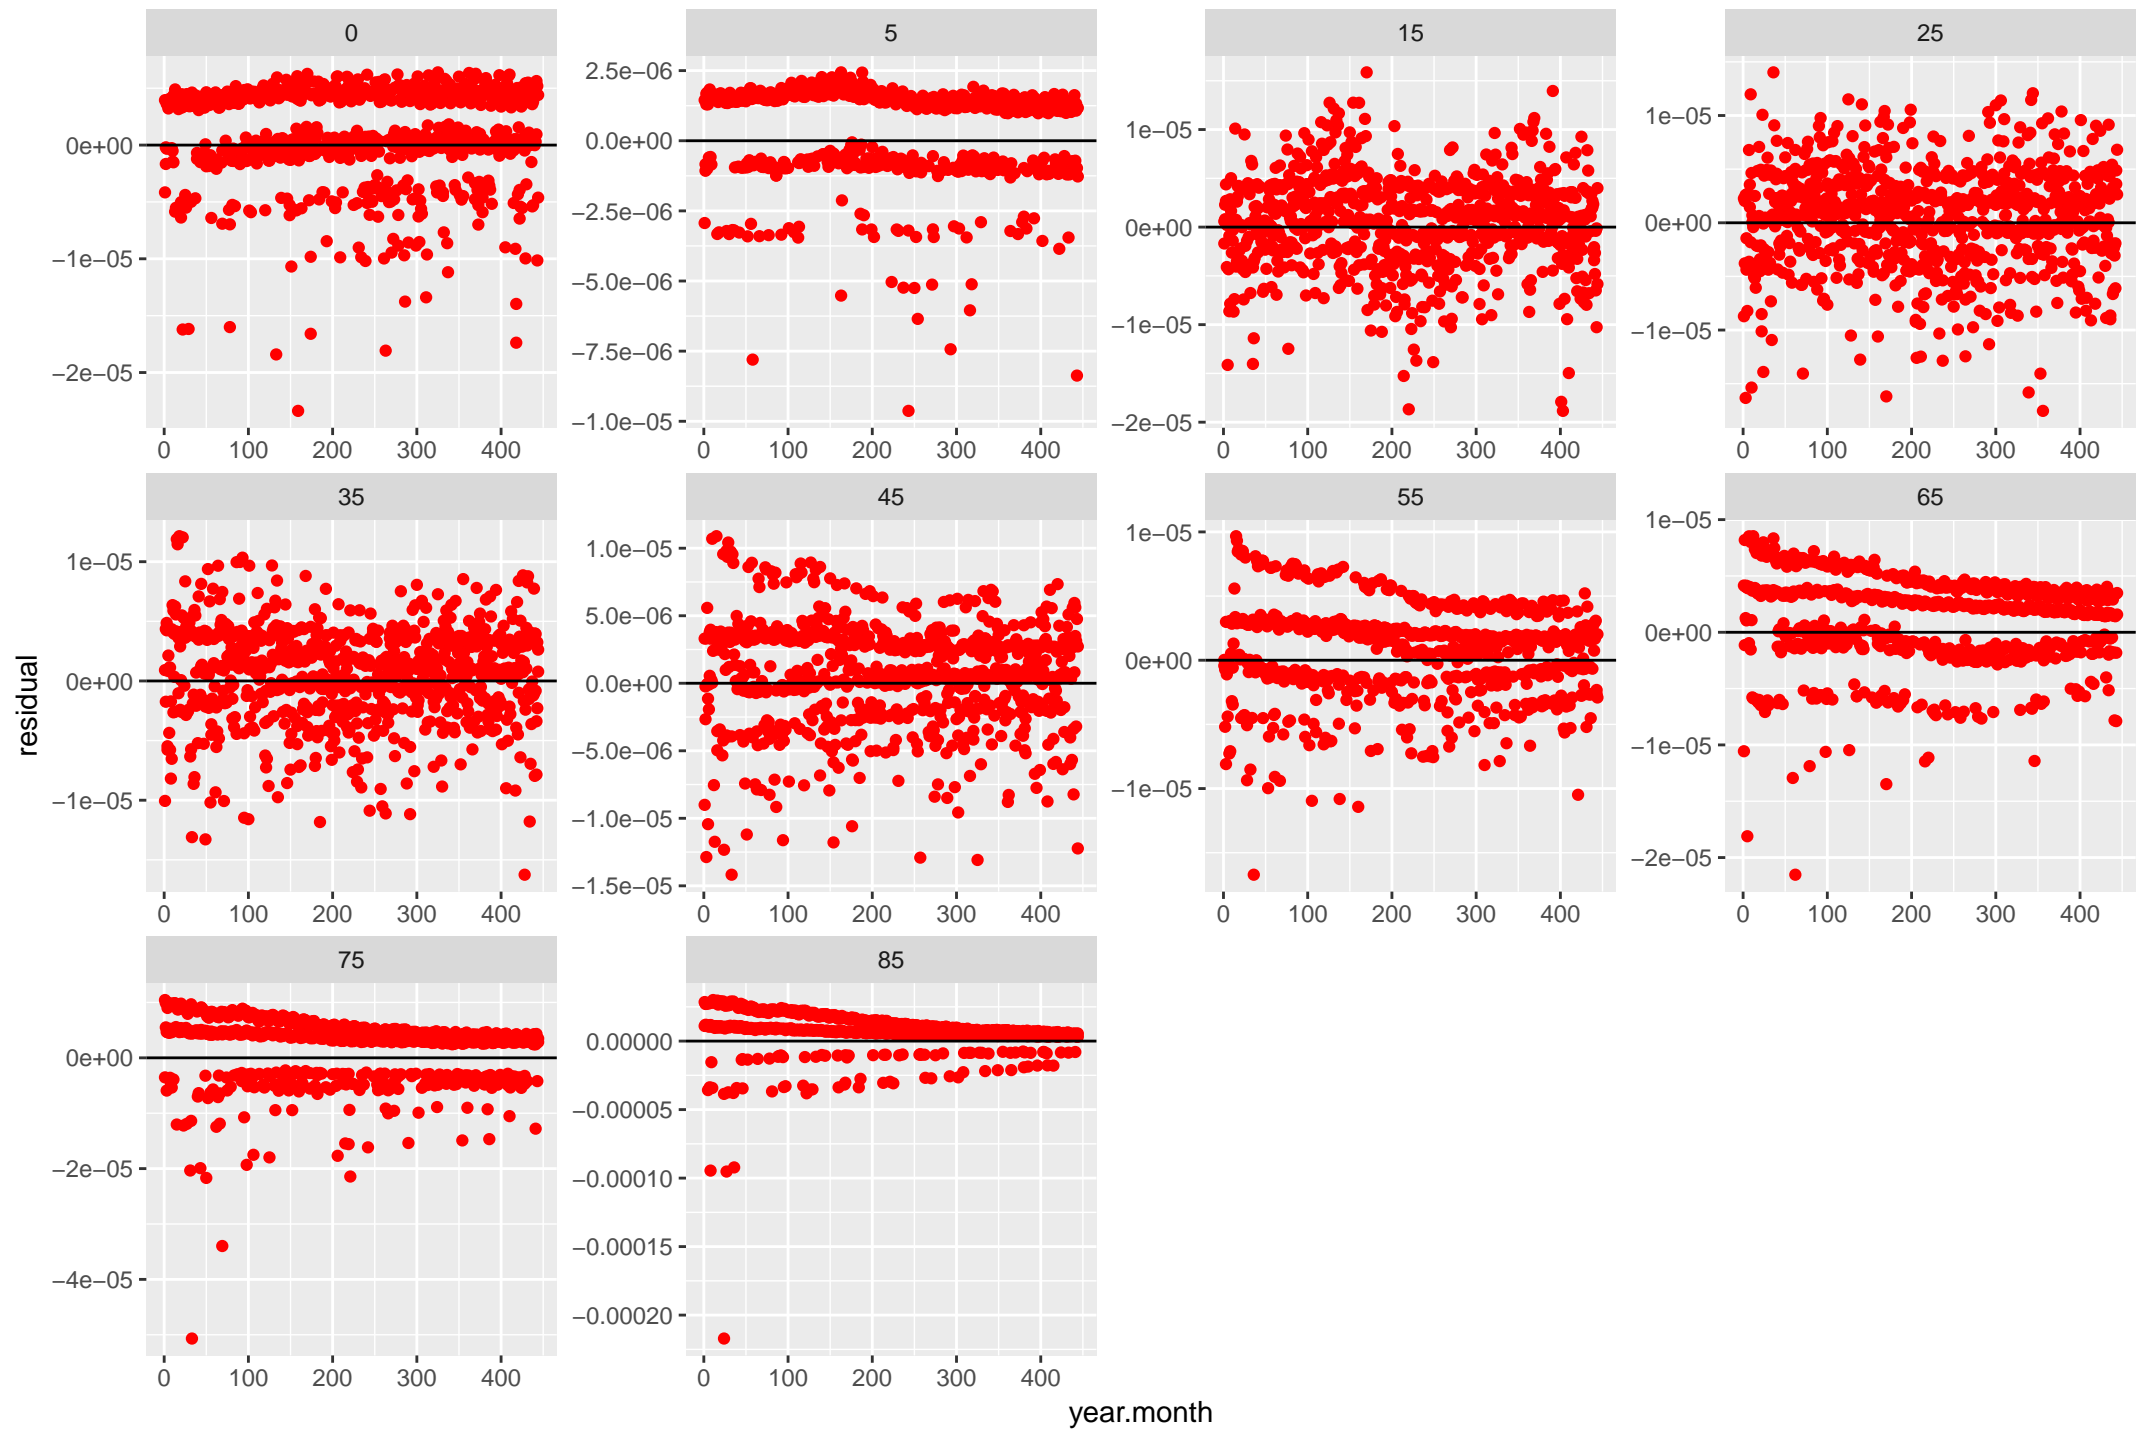 0 5 15 25
0e+00
−1e−05
−2e−05
2.5e−06
0.0e+00
−2.5e−06
−5.0e−06
−7.5e−06
−1.0e−05
1e−05
0e+00
−1e−05
−2e−05
1e−05
0e+00
−1e−05
0 100 200 300 400 0 100 200 300 400 0 100 200 300 400 0 100 200 300 400
35 45 55 65
1e−05
0e+00
−1e−05
1.0e−05
5.0e−06
0.0e+00
−5.0e−06
−1.0e−05
−1.5e−05
1e−05
0e+00
−1e−05
1e−05
0e+00
−1e−05
−2e−05
0 100 200 300 400 0 100 200 300 400 0 100 200 300 400 0 100 200 300 400
75 85
0e+00
−2e−05
−4e−05
0.00000
−0.00005
−0.00010
−0.00015
−0.00020
0 100 200 300 400 0 100 200 300 400
year.month
residual